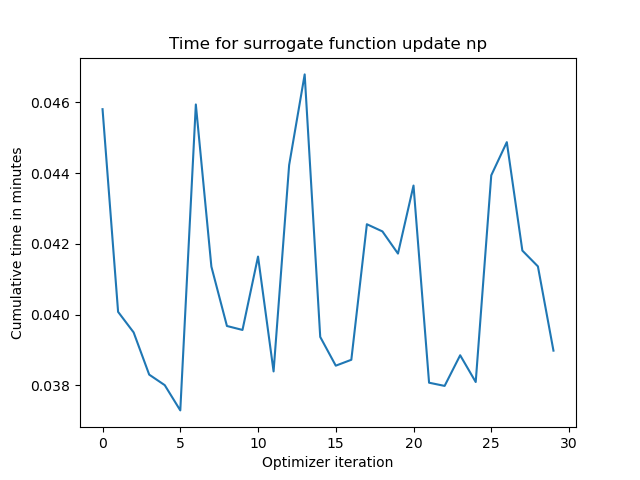 Time for surrogate function update np
Cumulative time in minutes
0.046
0.044
0.042
0.040
0.038
0 5 10 15 20 25 30
Optimizer iteration